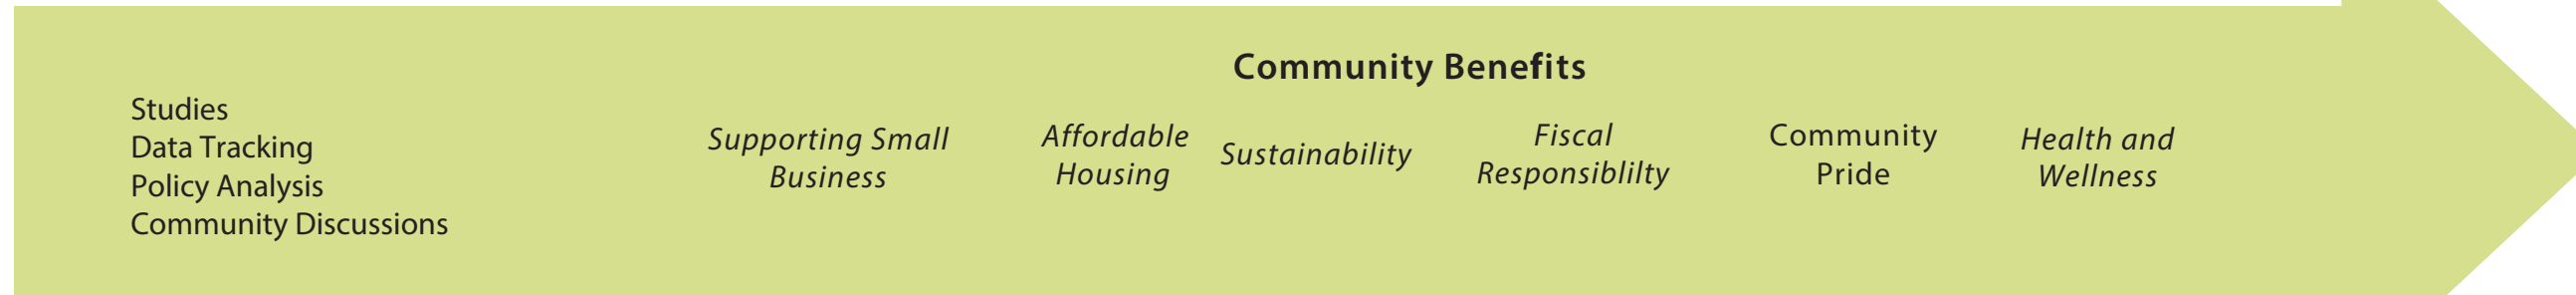 Community Benefits
Studies
Data Tracking
Policy Analysis
Community Discussions
Supporting Small
Business
Affordable
Housing
Sustainability
Fiscal
Responsiblilty
Community
Pride
Health and
Wellness